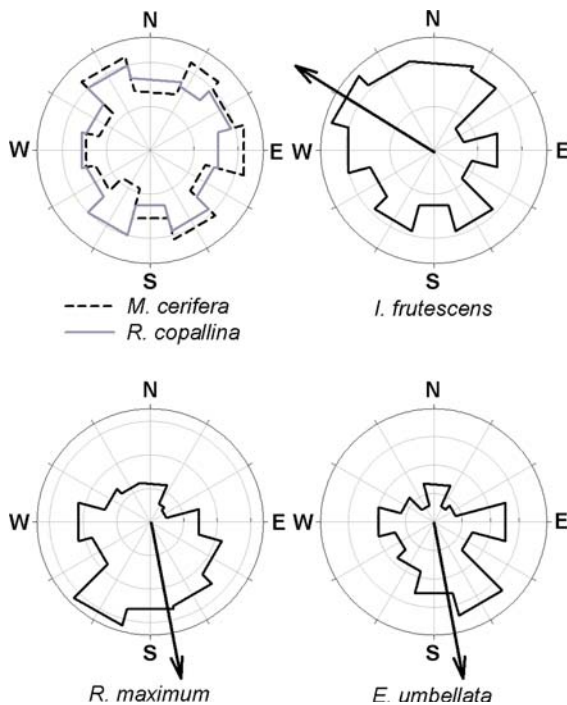 N N
W E W E
S S
M. cerifera I. frutescens
R. copallina
N N
W E W E
S S
R. maximum E. umbellata